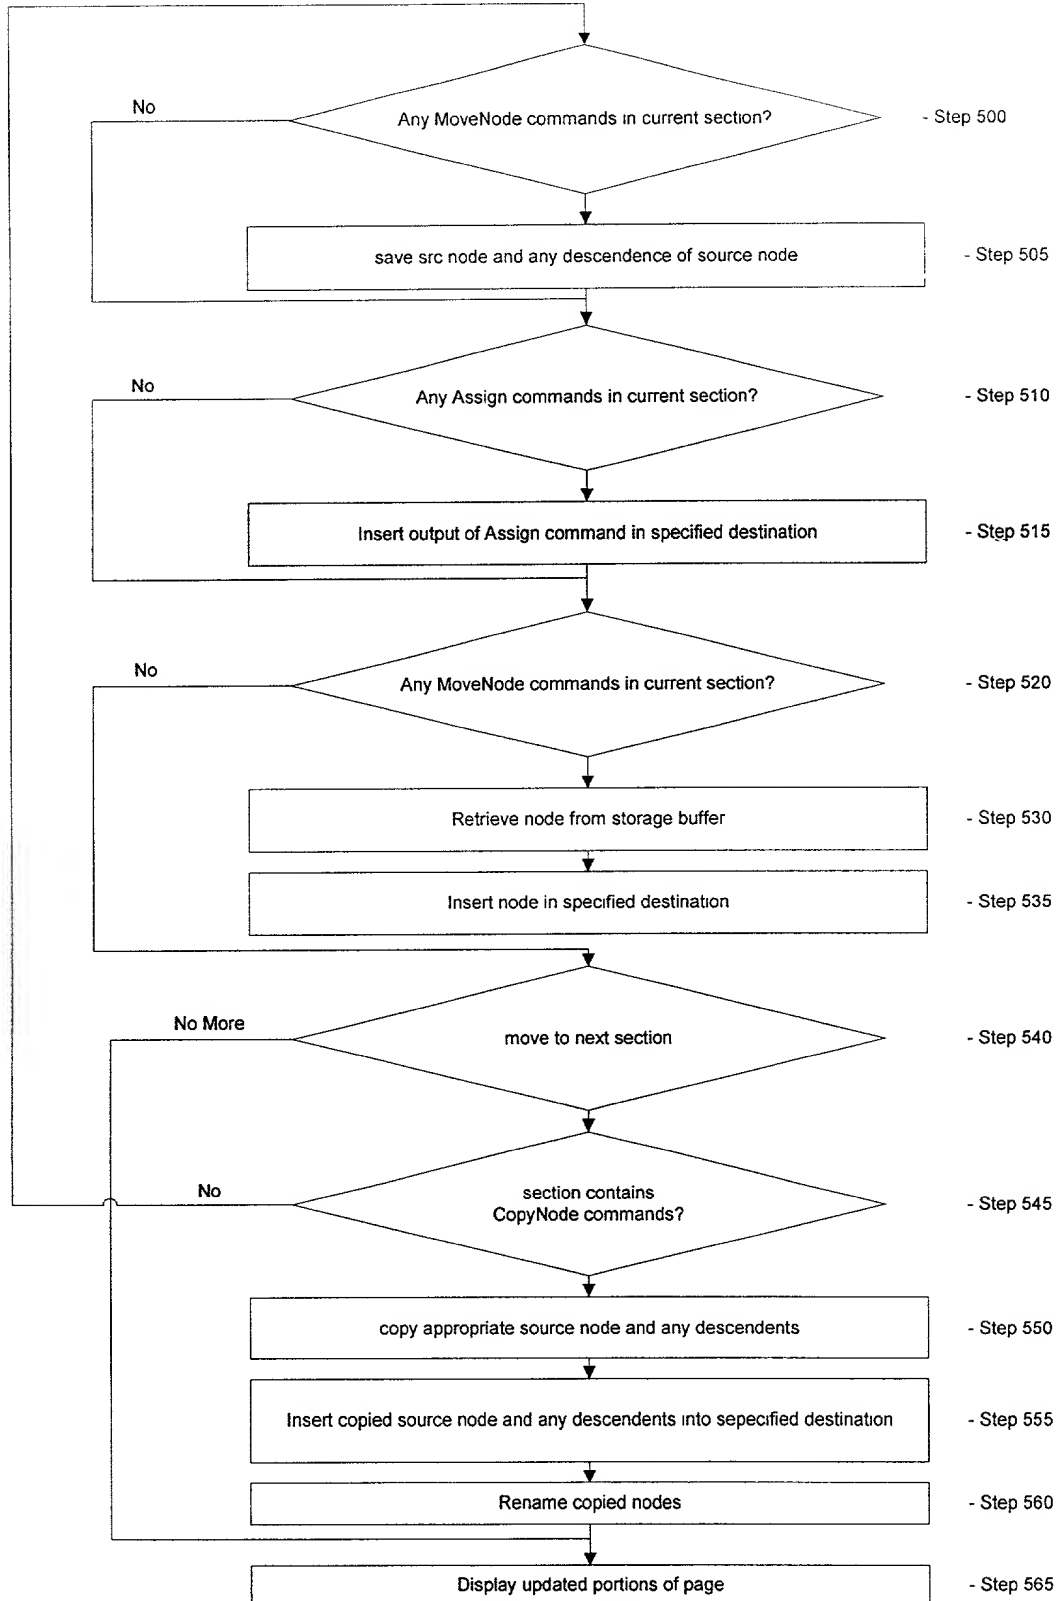 No
Any MoveNode commands in current section?
- Step 500
save src node and any descendence of source node
- Step 505
No
Any Assign commands in current section?
- Step 510
Insert output of Assign command in specified destination
- Step 515
No
Any MoveNode commands in current section?
- Step 520
Retrieve node from storage buffer
- Step 530
Insert node in specified destination
- Step 535
No More
move to next section
- Step 540
No
section contains
CopyNode commands?
- Step 545
copy appropriate source node and any descendents
- Step 550
Insert copied source node and any descendents into sepecified destination
- Step 555
Rename copied nodes
- Step 560
Display updated portions of page
- Step 565